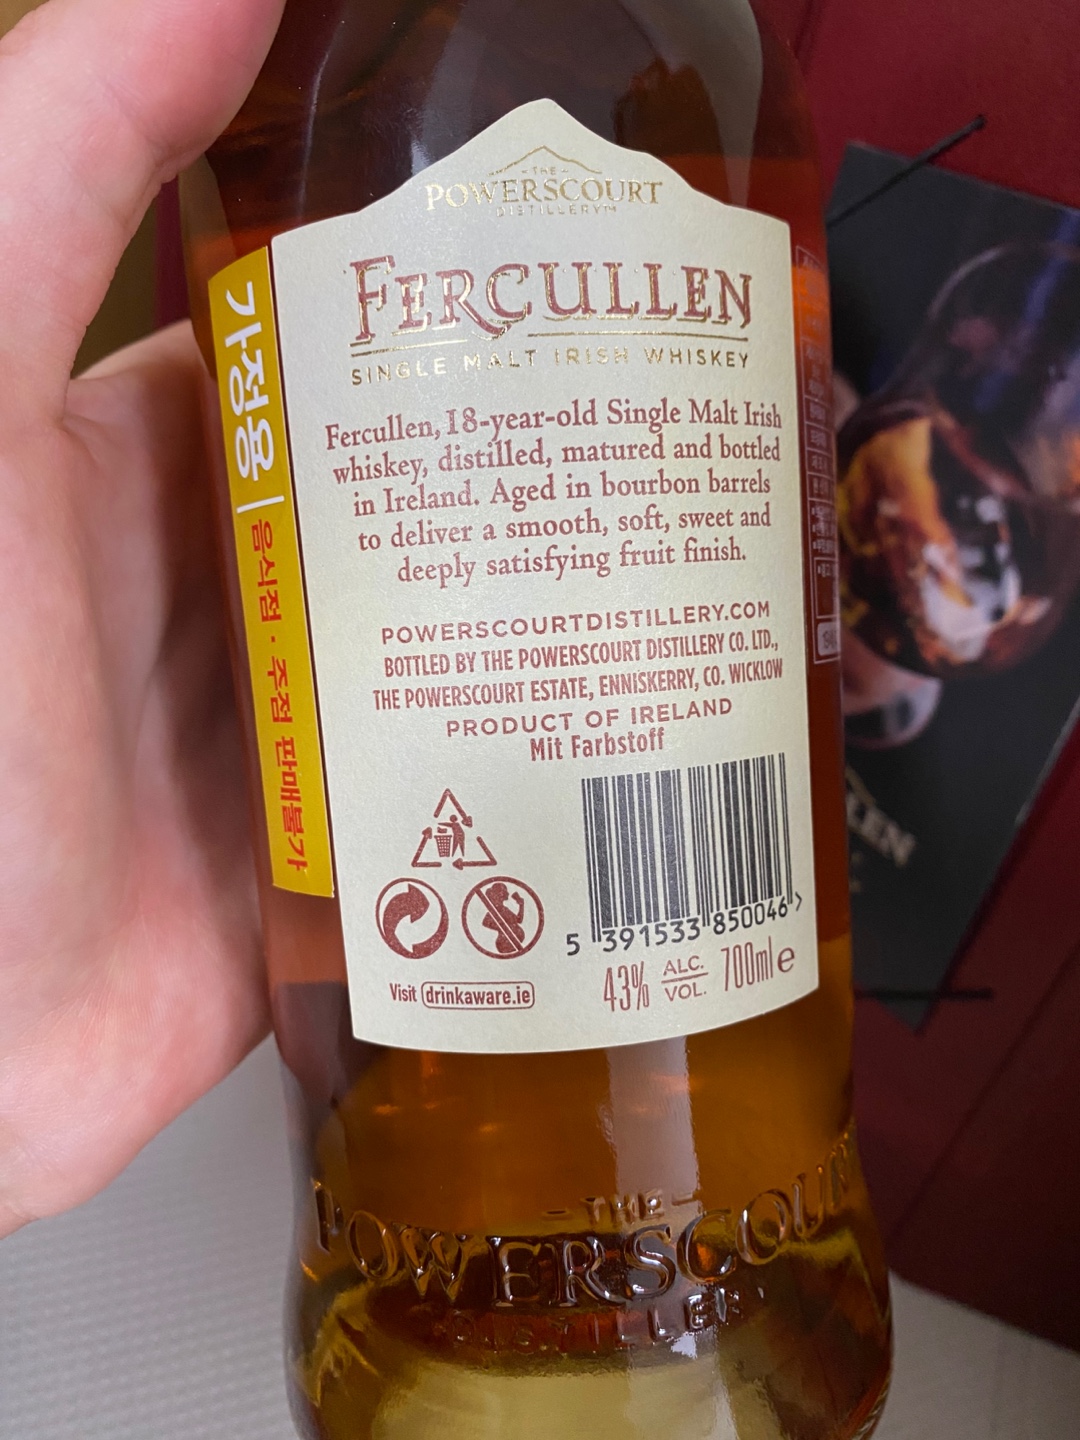 THE
POWERSCOURT
DISTILLERY™
FERCULLEN
SINGLE MALT IRISH WHISKEY
Fercullen, 18-year-old Single Malt Irish
whiskey, distilled, matured and bottled
in Ireland. Aged in bourbon barrels
to deliver a smooth, soft, sweet and
deeply satisfying fruit finish.
POWERSCOURTDISTILLERY.COM
BOTTLED BY THE POWERSCOURT DISTILLERY CO. LTD.,
THE POWERSCOURT ESTATE, ENNISKERRY, CO. WICKLOW
PRODUCT OF IRELAND
Mit Farbstoff
5 391533 850046 >
Visit drinkaware.ie
43% ALC. VOL. 700ml e
가정용 | 음식점 · 주점 판매불가
THE
POWERSCOUR
DISTILLER
LLEN